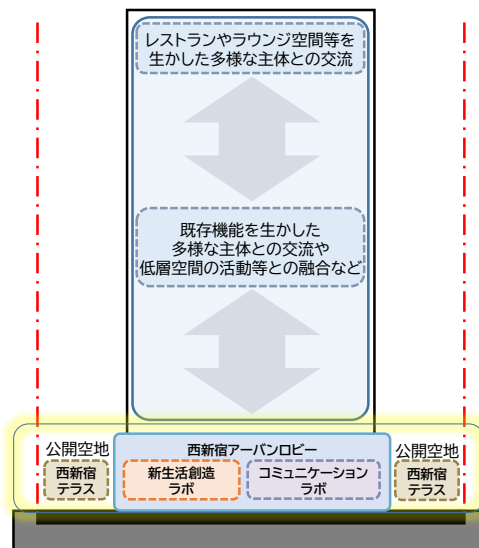 レストランやラウンジ空間等を
生かした多様な主体との交流
既存機能を生かした
多様な主体との交流や
低層空間の活動等との融合など
公開空地
西新宿
テラス
西新宿アーバンロビー
新生活創造
ラボ
コミュニケーション
ラボ
公開空地
西新宿
テラス